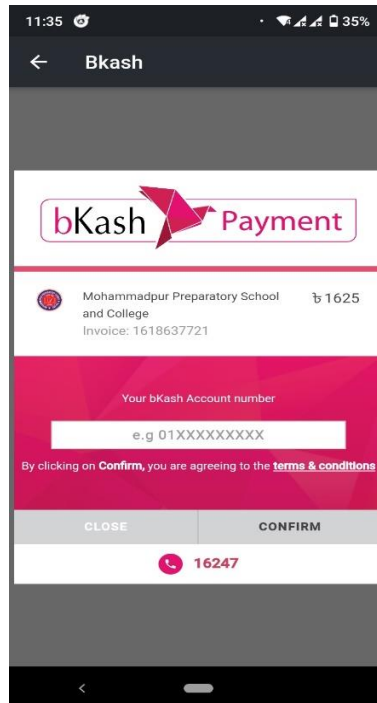 11:35
35%
Bkash
bKash Payment
Mohammadpur Preparatory School
and College
৳ 1625
Invoice: 1618637721
Your bKash Account number
e.g 01XXXXXXXXX
By clicking on Confirm, you are agreeing to the terms & conditions
CLOSE
CONFIRM
16247